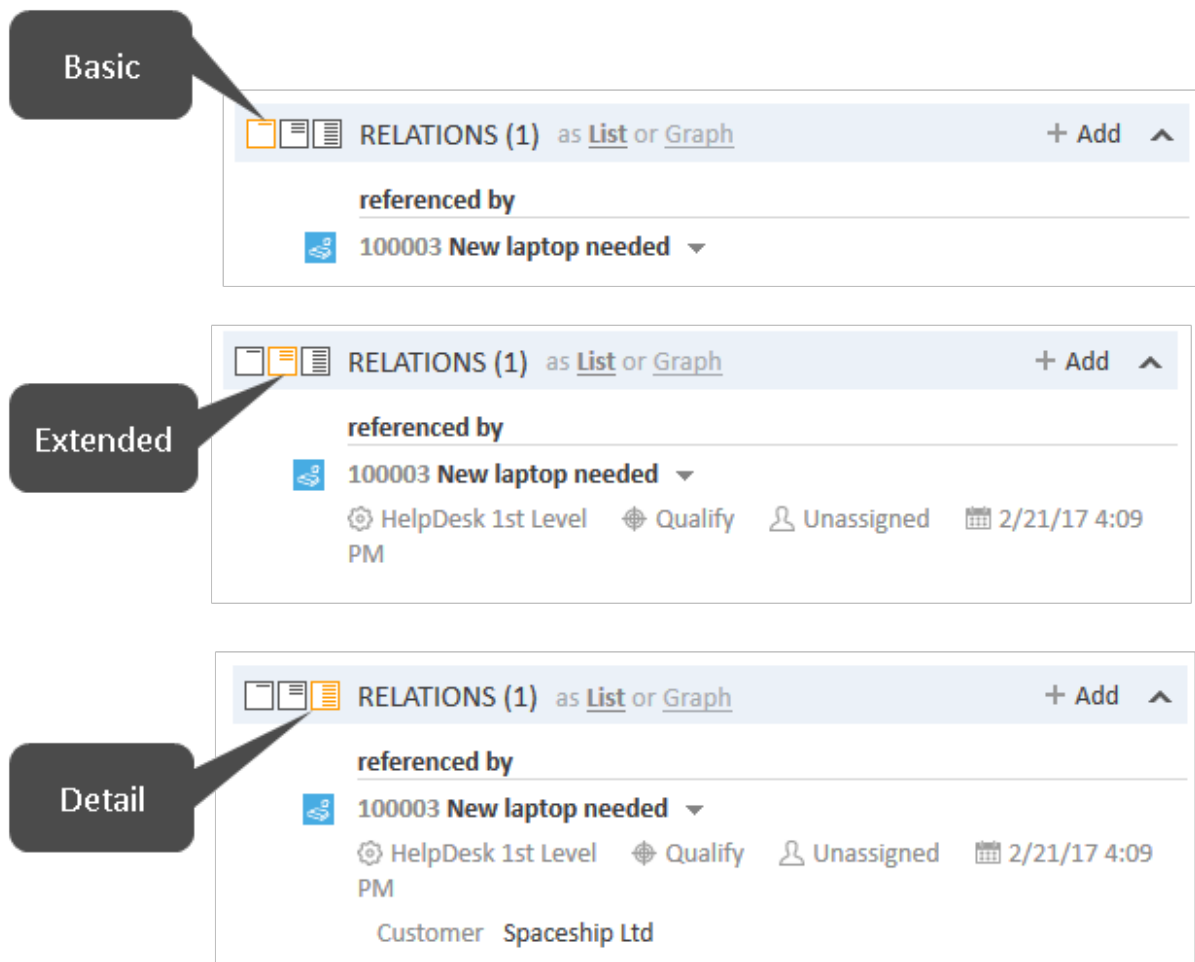 Basic
RELATIONS (1) as List or Graph + Add
referenced by
100003 New laptop needed
RELATIONS (1) as List or Graph + Add
Extended
referenced by
100003 New laptop needed
HelpDesk 1st Level Qualify Unassigned 2/21/17 4:09
PM
RELATIONS (1) as List or Graph + Add
Detail
referenced by
100003 New laptop needed
HelpDesk 1st Level Qualify Unassigned 2/21/17 4:09
PM
Customer Spaceship Ltd